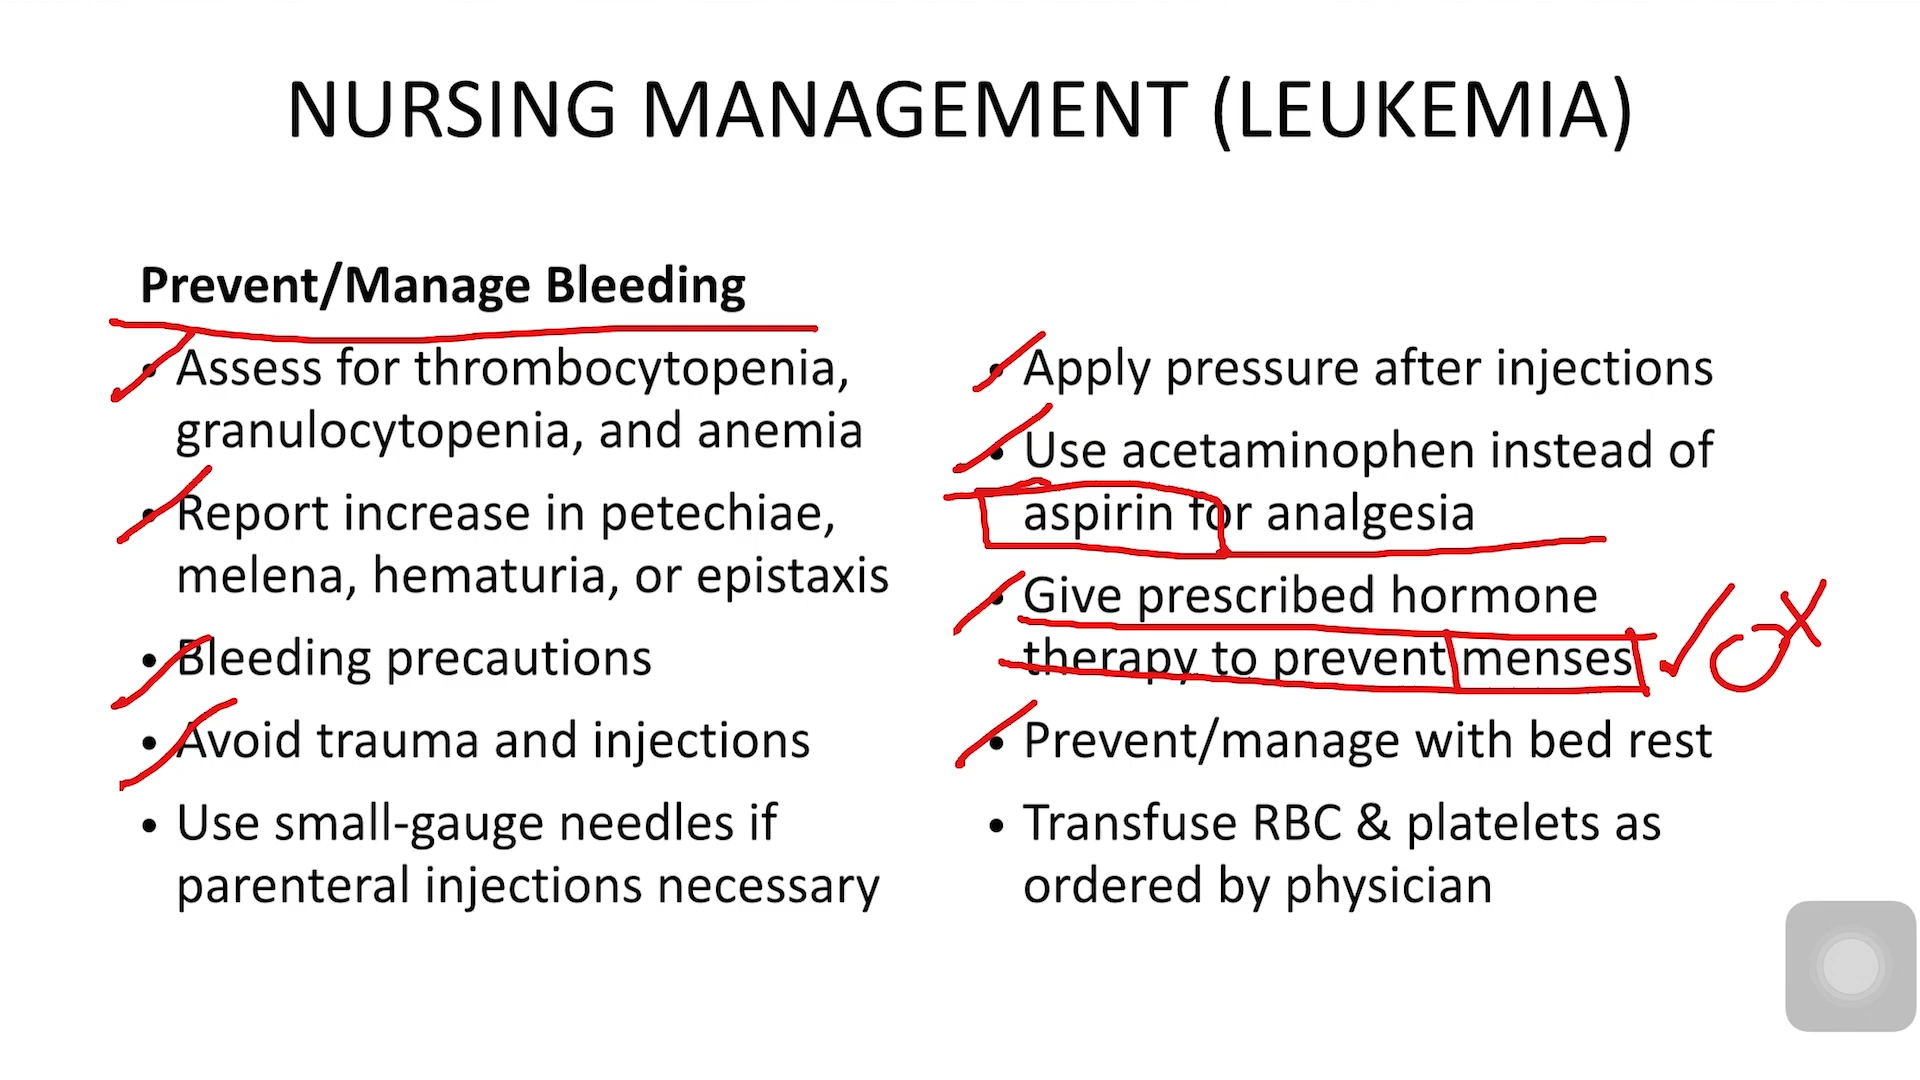 NURSING MANAGEMENT (LEUKEMIA)
Prevent/Manage Bleeding
• Assess for thrombocytopenia,
granulocytopenia, and anemia
• Report increase in petechiae,
melena, hematuria, or epistaxis
• Bleeding precautions
• Avoid trauma and injections
• Use small-gauge needles if
parenteral injections necessary
• Apply pressure after injections
• Use acetaminophen instead of
aspirin for analgesia
• Give prescribed hormone
therapy to prevent menses
• Prevent/manage with bed rest
• Transfuse RBC & platelets as
ordered by physician